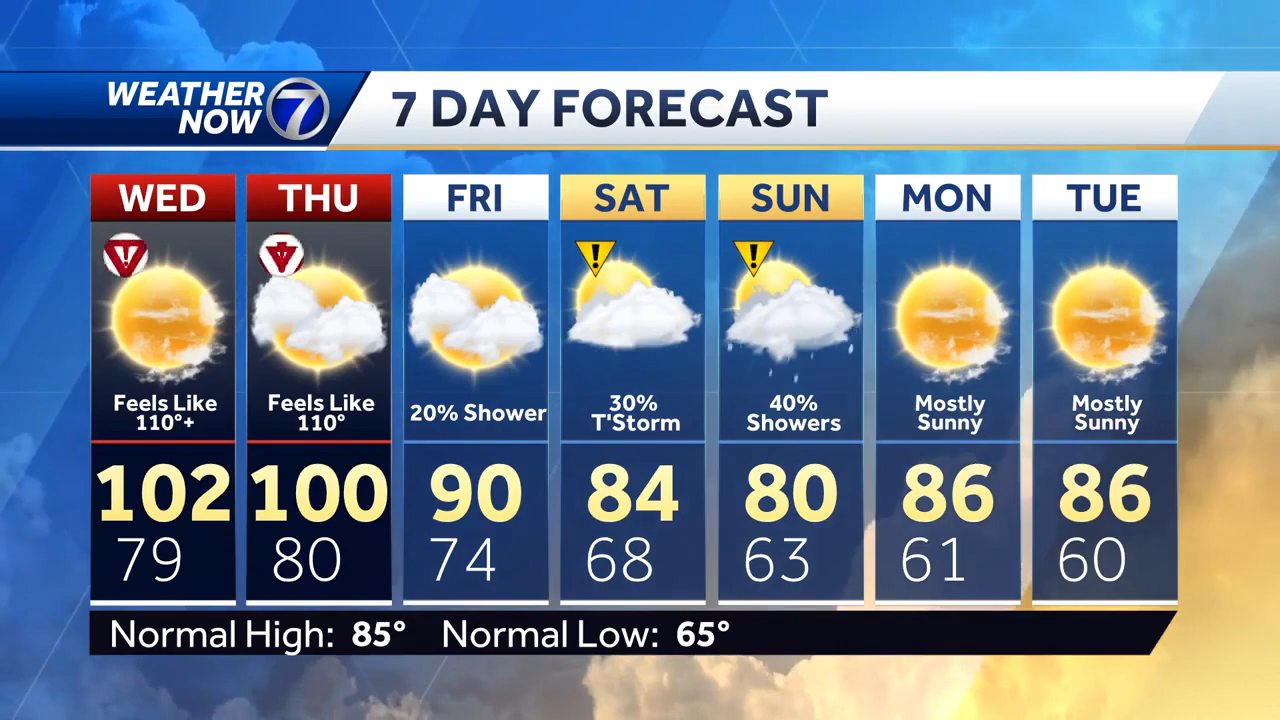 WEATHER
NOW 7
7 DAY FORECAST
WED THU FRI SAT SUN MON TUE
! ! !
Feels Like
110°+
Feels Like
110°
20% Shower
30%
T'Storm
40%
Showers
Mostly
Sunny
Mostly
Sunny
102 100 90 84 80 86 86
79 80 74 68 63 61 60
Normal High: 85° Normal Low: 65°